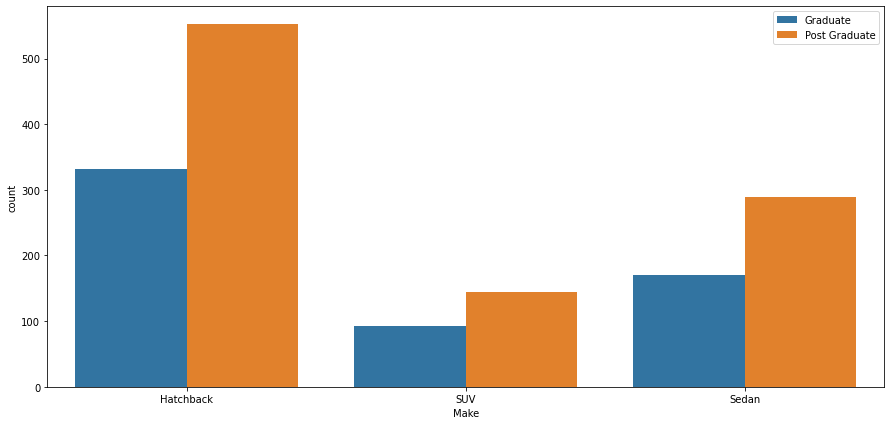 Graduate
Post Graduate
500
400
300
200
100
0
count
Hatchback
SUV
Sedan
Make